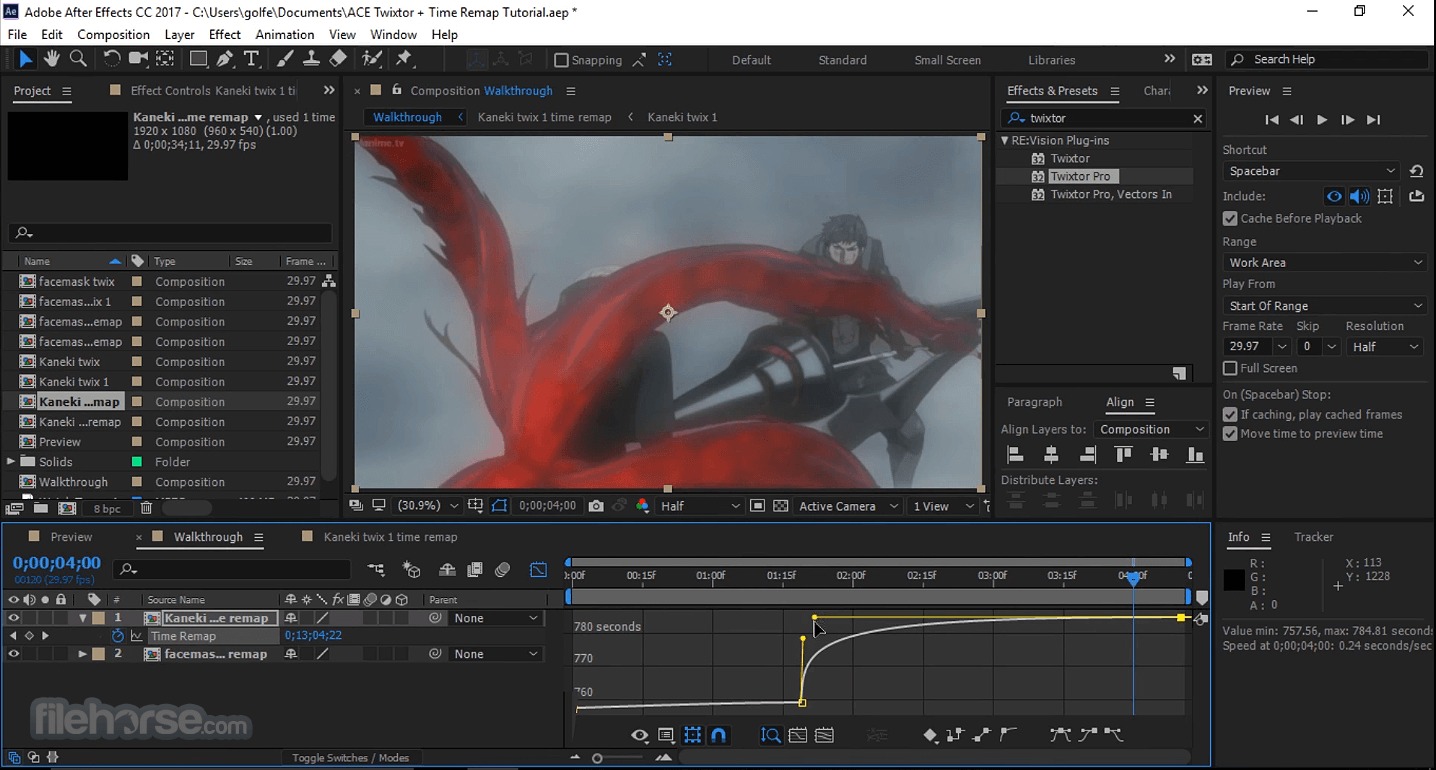 Ae Adobe After Effects CC 2017 - C:\Users\golfe\Documents\ACE Twixtor + Time Remap Tutorial.aep *
File Edit Composition Layer Effect Animation View Window Help
Snapping Default Standard Small Screen Libraries Search Help
Project
Effect Controls Kaneki twix 1 ti
Kaneki ...me remap , used 1 time
1920 x 1080 (960 x 540) (1.00)
Δ 0;00;34;11, 29.97 fps
Name Type Size Frame ...
facemask twix Composition 29.97
facemas...ix 1 Composition 29.97
facemas...emap Composition 29.97
facemas...emap Composition 29.97
Kaneki twix Composition 29.97
Kaneki twix 1 Composition 29.97
Kaneki ...map Composition 29.97
Kaneki ...remap Composition 29.97
Preview Composition 29.97
Solids Folder
Walkthrough Composition 29.97
8 bpc
Composition Walkthrough
Walkthrough Kaneki twix 1 time remap Kaneki twix 1
(30.9%) 0;00;04;00 Half Active Camera 1 View
Effects & Presets Chara
twixtor
RE:Vision Plug-ins
32 Twixtor
32 Twixtor Pro
32 Twixtor Pro, Vectors In
Paragraph Align
Align Layers to: Composition
Distribute Layers:
Preview
Shortcut
Spacebar
Include:
Cache Before Playback
Range
Work Area
Play From
Start Of Range
Frame Rate Skip Resolution
29.97 0 Half
Full Screen
On (Spacebar) Stop:
If caching, play cached frames
Move time to preview time
Preview Walkthrough Kaneki twix 1 time remap
0;00;04;00
00120 (29.97 fps)
# Source Name fx Parent
1 Kaneki ...e remap None
Time Remap 0;13;04;22
2 facemas... remap None
:00f 00:15f 01:00f 01:15f 02:00f 02:15f 03:00f 03:15f 04:00f
780 seconds
770
760
filehorse.com
Toggle Switches / Modes
Info Tracker
R :
G :
B :
A : 0
X : 113
Y : 1228
Value min: 757.56, max: 784.81 seconds
Speed at 0;00;04;00: 0.24 seconds/sec